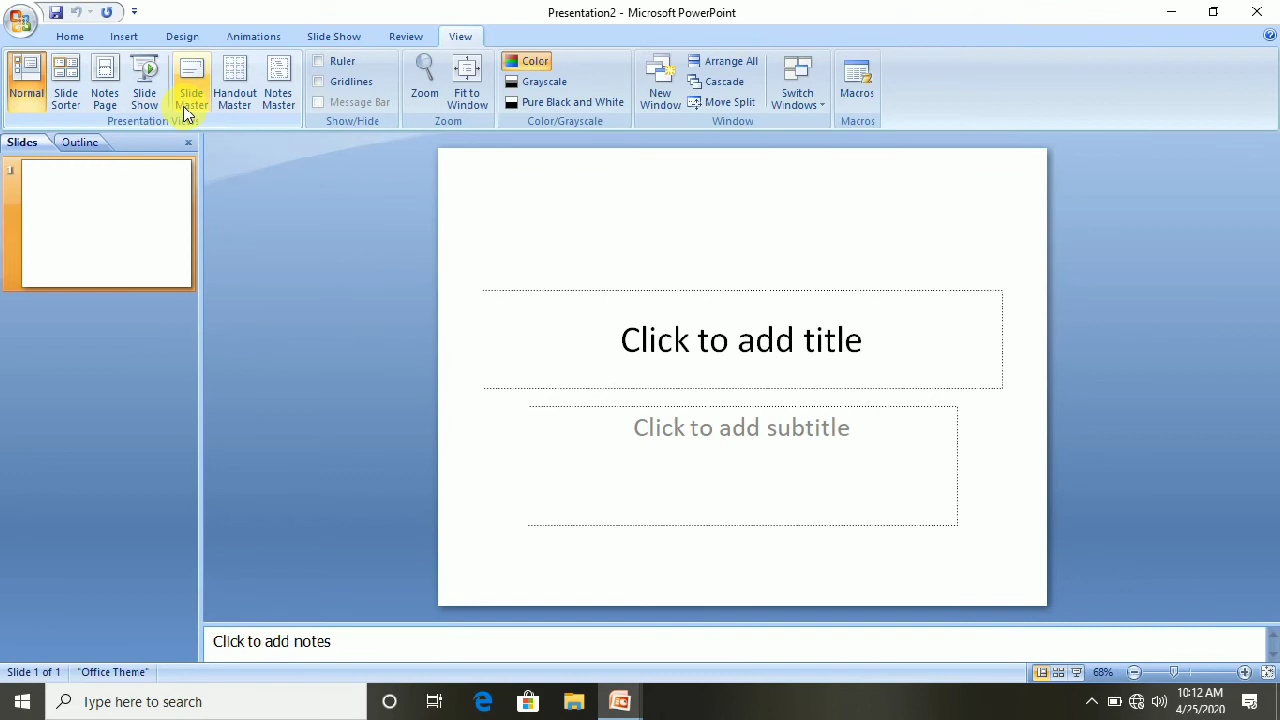 Presentation2 - Microsoft PowerPoint
Home Insert Design Animations Slide Show Review View
Normal Slide Sorter Notes Page Slide Show Slide Master Handout Master Notes Master
Presentation Views
Ruler
Gridlines
Message Bar
Show/Hide
Zoom Fit to Window
Zoom
Color
Grayscale
Pure Black and White
Color/Grayscale
New Window
Arrange All
Cascade
Move Split
Switch Windows
Window
Macros
Macros
Slides Outline
1
Click to add title
Click to add subtitle
Click to add notes
Slide 1 of 1 "Office Theme" 68%
Type here to search
10:12 AM
4/25/2020